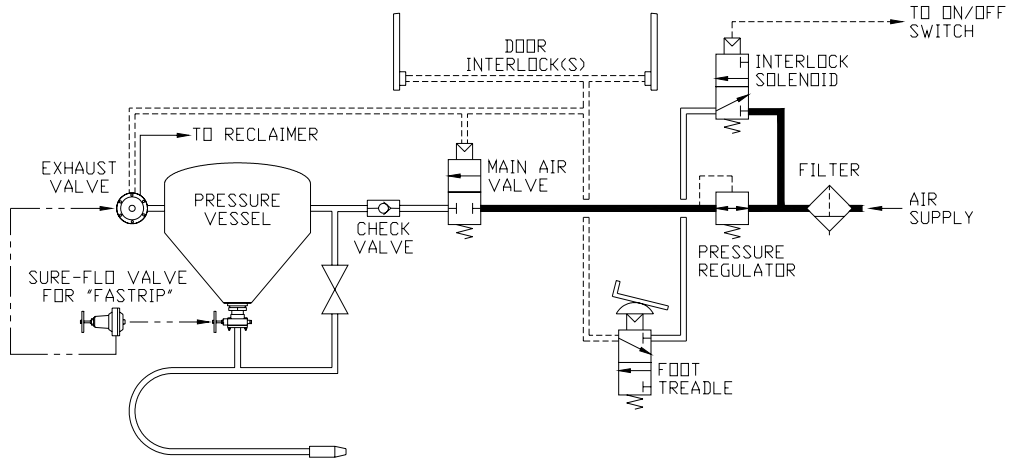 TO ON/OFF
SWITCH
DOOR
INTERLOCK(S)
INTERLOCK
SOLENOID
TO RECLAIMER
EXHAUST
VALVE
MAIN AIR
VALVE
FILTER
PRESSURE
VESSEL
AIR
SUPPLY
CHECK
VALVE
PRESSURE
REGULATOR
SURE-FLO VALVE
FOR "FASTRIP"
FOOT
TREADLE